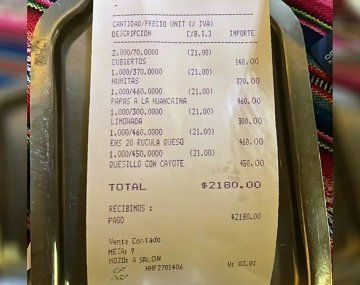 CANTIDAD/PRECIO UNIT (% IVA)
DESCRIPCION [%B.I.] IMPORTE
2.000/70.0000 (21.00)
CUBIERTOS 140.00
1.000/370.0000 (21.00)
HUMITAS 370.00
1.000/460.0000 (21.00)
PAPAS A LA HUANCAINA 460.00
1.000/300.0000 (21.00)
LIMONADA 300.00
1.000/460.0000 (21.00)
ENS 20 RUCULA QUESO 460.00
1.000/450.0000 (21.00)
QUESILLO CON CAYOTE 450.00
TOTAL $2180.00
RECIBIMOS:
PAGO $2180.00
Venta Contado
MESA: 9
MOZO: A SALON
HMF2701406 V: 02.01